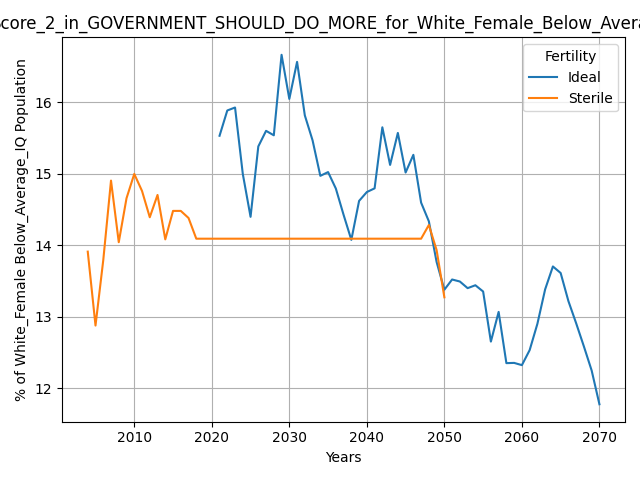 core_2_in_GOVERNMENT_SHOULD_DO_MORE_for_White_Female_Below_Avera
% of White_Female Below_Average_IQ Population
16
15
14
13
12
Fertility
Ideal
Sterile
2010 2020 2030 2040 2050 2060 2070
Years